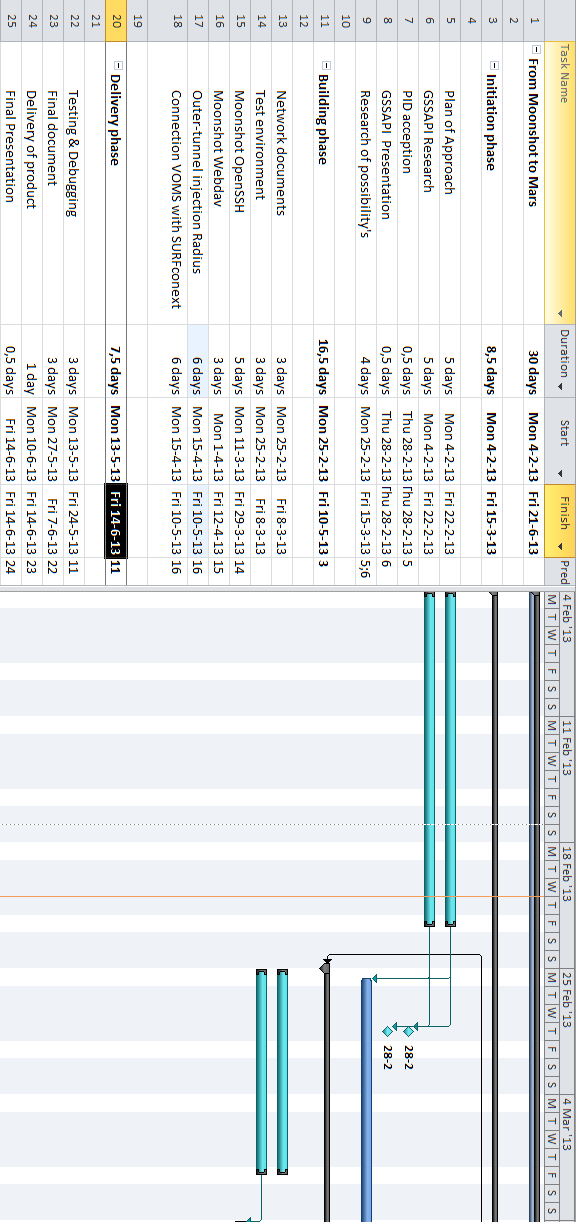 Task Name Duration Start Finish Pred
1 From Moonshot to Mars 30 days Mon 4-2-13 Fri 21-6-13
2
3 Initiation phase 8,5 days Mon 4-2-13 Fri 15-3-13
4
5 Plan of Approach 5 days Mon 4-2-13 Fri 22-2-13
6 GSSAPI Research 5 days Mon 4-2-13 Fri 22-2-13
7 PID acception 0,5 days Thu 28-2-13 Thu 28-2-13 5
8 GSSAPI Presentation 0,5 days Thu 28-2-13 Thu 28-2-13 6
9 Research of possibility's 4 days Mon 25-2-13 Fri 15-3-13 5;6
10
11 Building phase 16,5 days Mon 25-2-13 Fri 10-5-13 3
13 Network documents 3 days Mon 25-2-13 Fri 8-3-13
14 Test environment 3 days Mon 25-2-13 Fri 8-3-13
15 Moonshot OpenSSH 5 days Mon 11-3-13 Fri 29-3-13 14
16 Moonshot Webdav 3 days Mon 1-4-13 Fri 12-4-13 15
17 Outer-tunnel injection Radius 6 days Mon 15-4-13 Fri 10-5-13 16
18 Connection VOMS with SURFconext 6 days Mon 15-4-13 Fri 10-5-13 16
19
20 Delivery phase 7,5 days Mon 13-5-13 Fri 14-6-13 11
21
22 Testing & Debugging 3 days Mon 13-5-13 Fri 24-5-13 11
23 Final document 3 days Mon 27-5-13 Fri 7-6-13 22
24 Delivery of product 1 day Mon 10-6-13 Fri 14-6-13 23
25 Final Presentation 0,5 days Fri 14-6-13 Fri 14-6-13 24
4 Feb '13 11 Feb '13 18 Feb '13 25 Feb '13 4 Mar '13
M T W T F S S M T W T F S S M T W T F S S M T W T F S S M T W T F S S
28-2
28-2